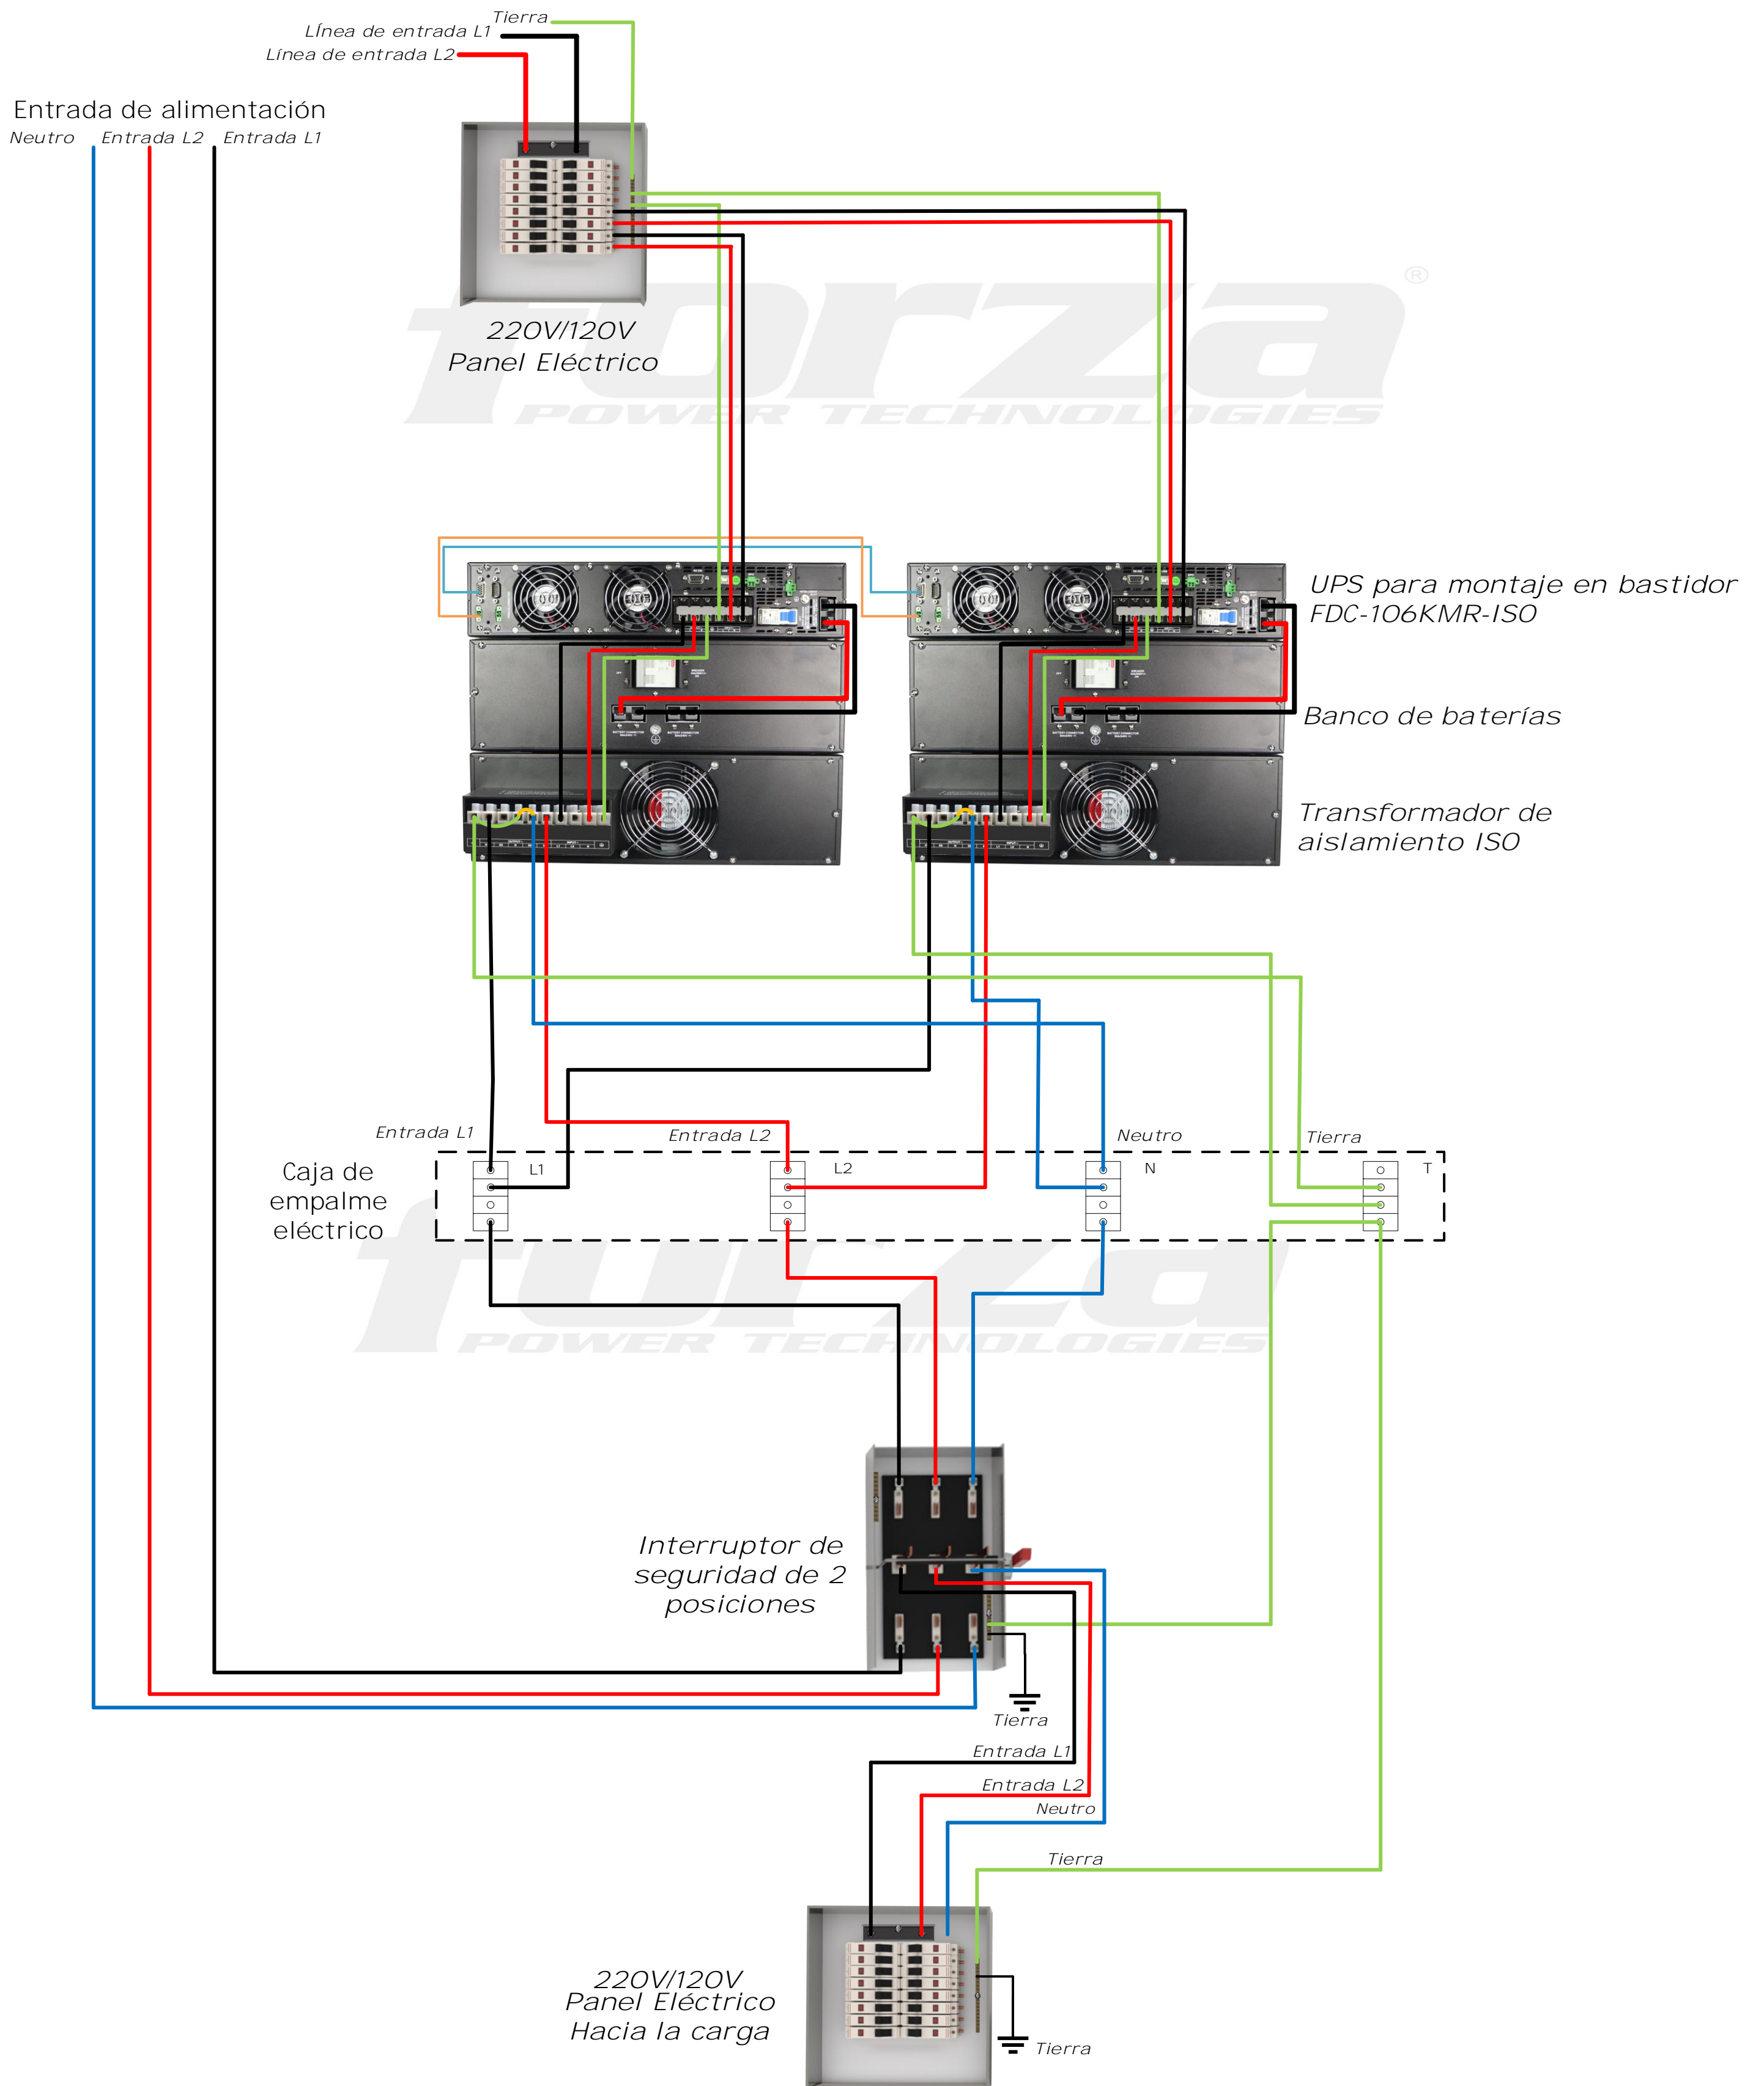 Tierra
Línea de entrada L1
Línea de entrada L2
Entrada de alimentación
Neutro Entrada L2 Entrada L1
220V/120V
Panel Eléctrico
forza®
POWER TECHNOLOGIES
UPS para montaje en bastidor
FDC-106KMR-ISO
Banco de baterías
Transformador de
aislamiento ISO
Entrada L1
Entrada L2
Neutro
Tierra
Caja de
empalme
eléctrico
L1
L2
N
T
forza
POWER TECHNOLOGIES
Interruptor de
seguridad de 2
posiciones
Tierra
Entrada L1
Entrada L2
Neutro
Tierra
220V/120V
Panel Eléctrico
Hacia la carga
Tierra